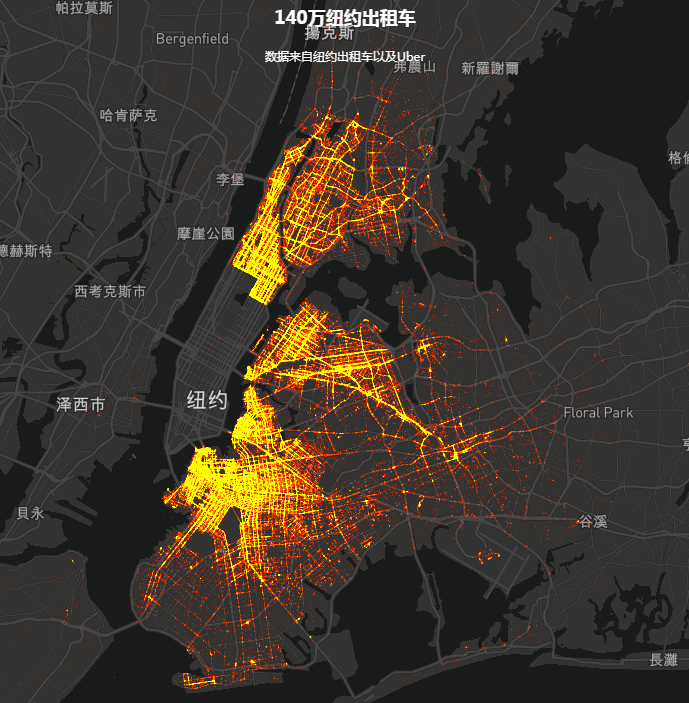 140万纽约出租车
帕拉莫斯
揚克斯
Bergenfield
数据来自纽约出租车以及Uber
弗農山
新羅謝爾
哈肯萨克
格倫
李堡
摩崖公園
德赫斯特
西考克斯市
纽约
泽西市
Floral Park
貝永
谷溪
長灘